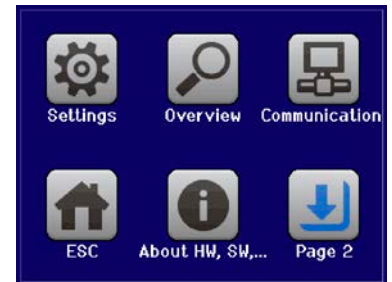 Settings
Overview
Communication
ESC
About HW, SW,...
Page 2